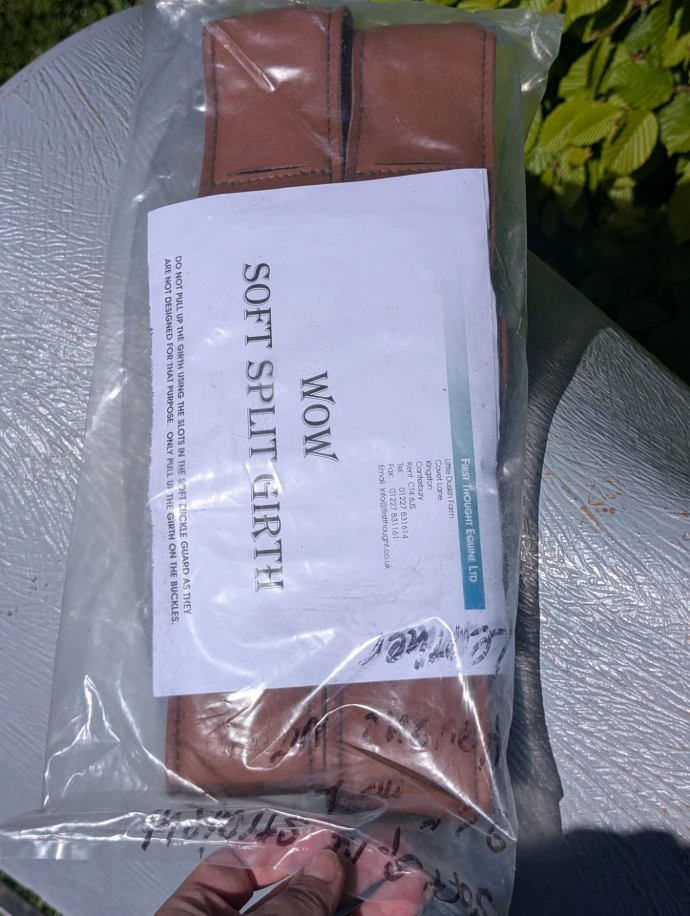 FIRST THOUGHT EQUINE LTD
Little Duskin Farm
Covet Lane
Kingston
Canterbury
Kent CT4 6JS
Tel: 01227 831614
Fax: 01227 831161
Email: info@firstthought.co.uk
WOW
SOFT SPLIT GIRTH
DO NOT PULL UP THE GIRTH USING THE SLOTS IN THE SOFT BUCKLE GUARD AS THEY
ARE NOT DESIGNED FOR THAT PURPOSE. ONLY PULL UP THE GIRTH ON THE BUCKLES.
Leather
Straight